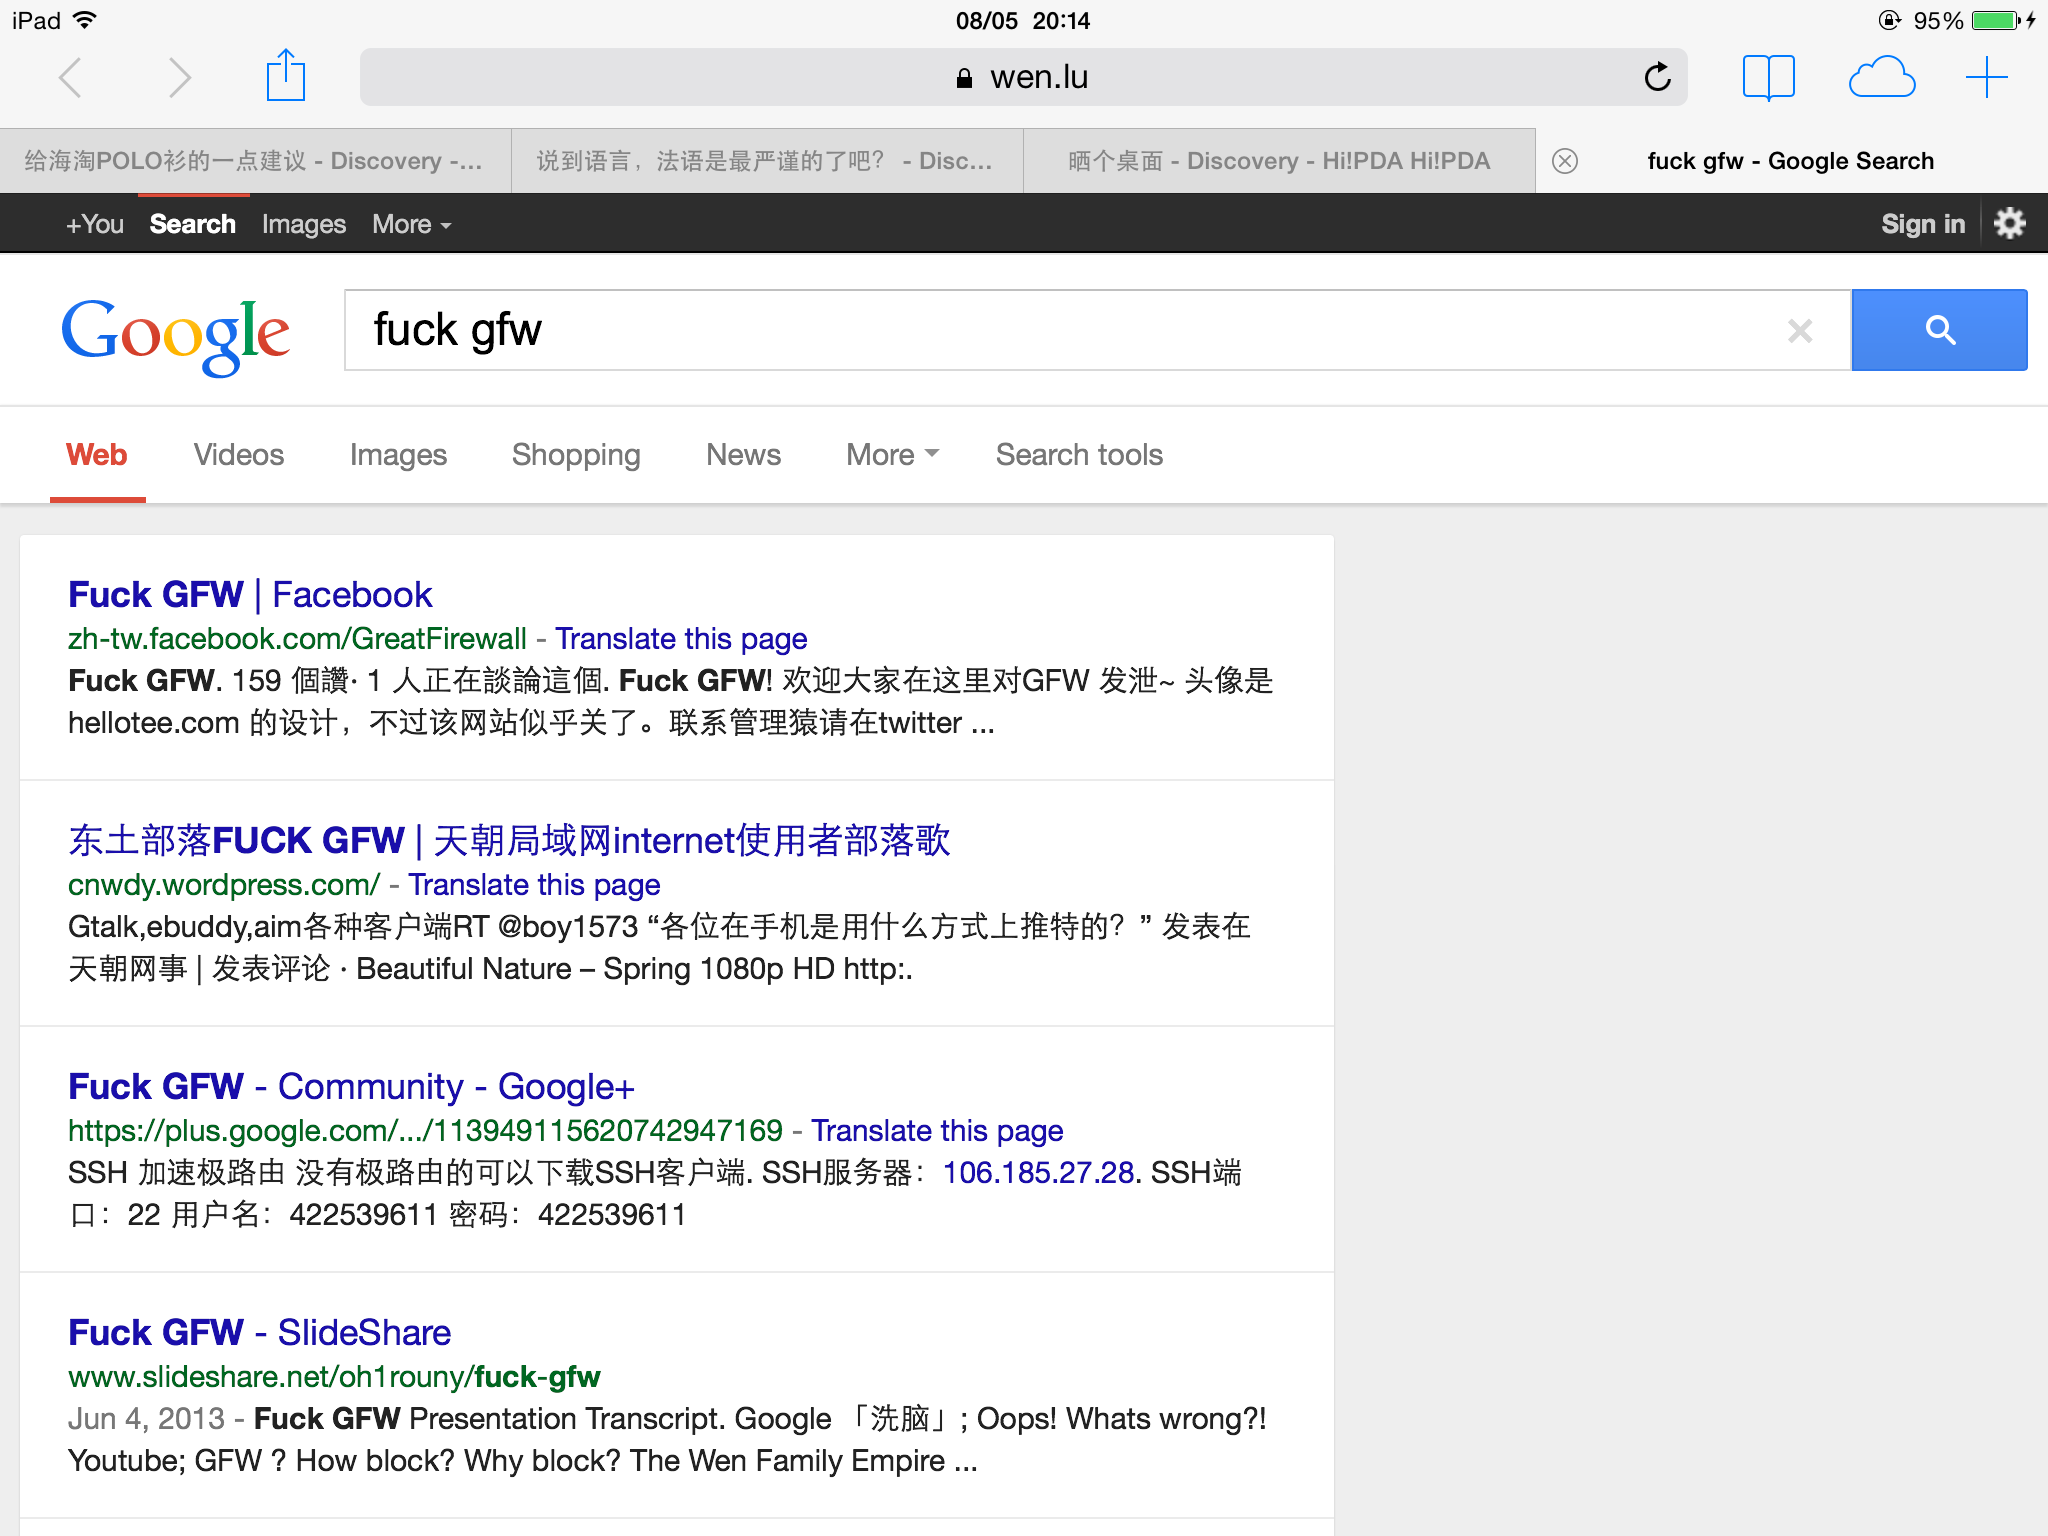 iPad 08/05 20:14 95%
wen.lu
给海淘POLO衫的一点建议 - Discovery -... 说到语言，法语是最严谨的了吧？ - Disc... 晒个桌面 - Discovery - Hi!PDA Hi!PDA fuck gfw - Google Search
+You Search Images More Sign in
Google fuck gfw
Web Videos Images Shopping News More Search tools
Fuck GFW | Facebook
zh-tw.facebook.com/GreatFirewall - Translate this page
Fuck GFW. 159 個讚· 1 人正在談論這個. Fuck GFW! 欢迎大家在这里对GFW 发泄~ 头像是
hellotee.com 的设计，不过该网站似乎关了。联系管理猿请在twitter ...
东土部落FUCK GFW | 天朝局域网internet使用者部落歌
cnwdy.wordpress.com/ - Translate this page
Gtalk,ebuddy,aim各种客户端RT @boy1573 “各位在手机是用什么方式上推特的？” 发表在
天朝网事 | 发表评论 · Beautiful Nature – Spring 1080p HD http:.
Fuck GFW - Community - Google+
https://plus.google.com/.../113949115620742947169 - Translate this page
SSH 加速极路由 没有极路由的可以下载SSH客户端. SSH服务器：106.185.27.28. SSH端
口：22 用户名：422539611 密码：422539611
Fuck GFW - SlideShare
www.slideshare.net/oh1rouny/fuck-gfw
Jun 4, 2013 - Fuck GFW Presentation Transcript. Google 「洗脑」; Oops! Whats wrong?!
Youtube; GFW ? How block? Why block? The Wen Family Empire ...